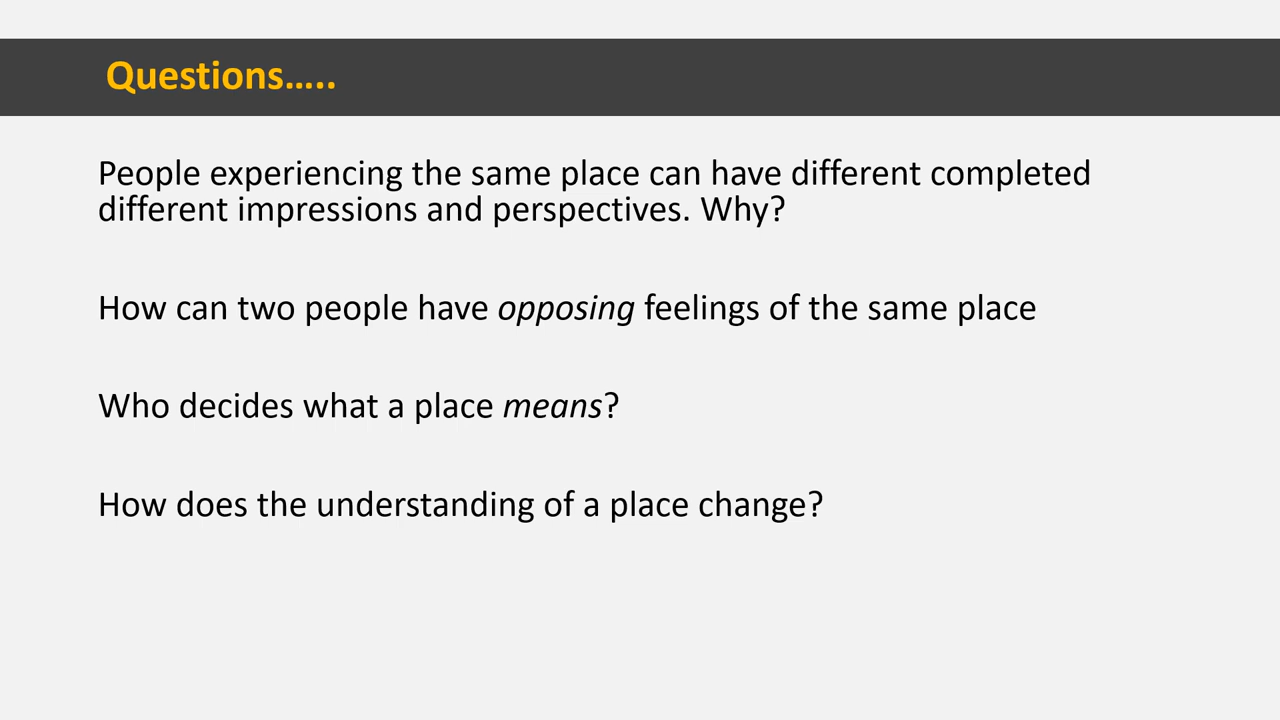 Questions…..
People experiencing the same place can have different completed
different impressions and perspectives. Why?
How can two people have opposing feelings of the same place
Who decides what a place means?
How does the understanding of a place change?